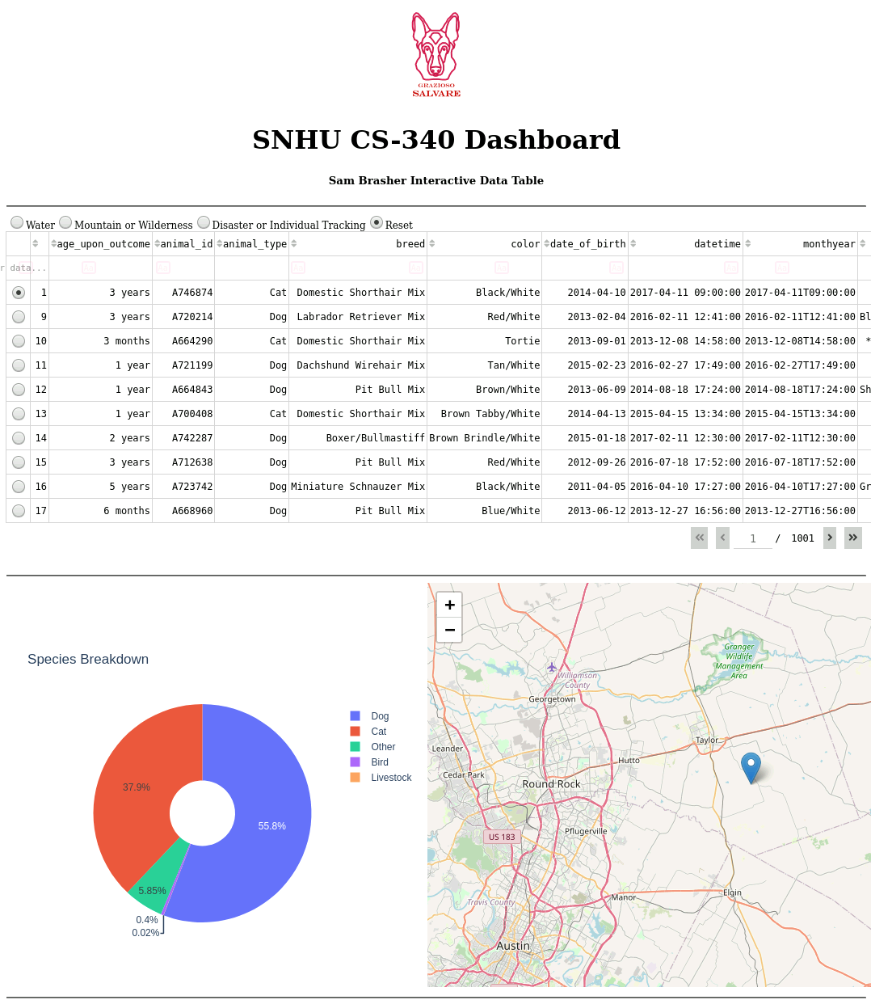 GRAZIOSO
SALVARE
SNHU CS-340 Dashboard
Sam Brasher Interactive Data Table
Water Mountain or Wilderness Disaster or Individual Tracking Reset
age_upon_outcome animal_id animal_type breed color date_of_birth datetime monthyear
r data... Aa Aa Aa Aa Aa Aa Aa Aa Aa
1 3 years A746874 Cat Domestic Shorthair Mix Black/White 2014-04-10 2017-04-11 09:00:00 2017-04-11T09:00:00
9 3 years A720214 Dog Labrador Retriever Mix Red/White 2013-02-04 2016-02-11 12:41:00 2016-02-11T12:41:00 Bl
10 3 months A664290 Cat Domestic Shorthair Mix Tortie 2013-09-01 2013-12-08 14:58:00 2013-12-08T14:58:00 *
11 1 year A721199 Dog Dachshund Wirehair Mix Tan/White 2015-02-23 2016-02-27 17:49:00 2016-02-27T17:49:00
12 1 year A664843 Dog Pit Bull Mix Brown/White 2013-06-09 2014-08-18 17:24:00 2014-08-18T17:24:00 Sh
13 1 year A700408 Cat Domestic Shorthair Mix Brown Tabby/White 2014-04-13 2015-04-15 13:34:00 2015-04-15T13:34:00
14 2 years A742287 Dog Boxer/Bullmastiff Brown Brindle/White 2015-01-18 2017-02-11 12:30:00 2017-02-11T12:30:00
15 3 years A712638 Dog Pit Bull Mix Red/White 2012-09-26 2016-07-18 17:52:00 2016-07-18T17:52:00
16 5 years A723742 Dog Miniature Schnauzer Mix Black/White 2011-04-05 2016-04-10 17:27:00 2016-04-10T17:27:00 Gr
17 6 months A668960 Dog Pit Bull Mix Blue/White 2013-06-12 2013-12-27 16:56:00 2013-12-27T16:56:00
1 / 1001
Species Breakdown
Dog
Cat
Other
Bird
Livestock
37.9%
55.8%
5.85%
0.4%
0.02%
+
−
Granger
Wildlife
Management
Area
Williamson
County
Georgetown
Taylor
Leander
Hutto
Cedar Park
Round Rock
Pflugerville
US 183
Manor
Elgin
Travis County
Austin